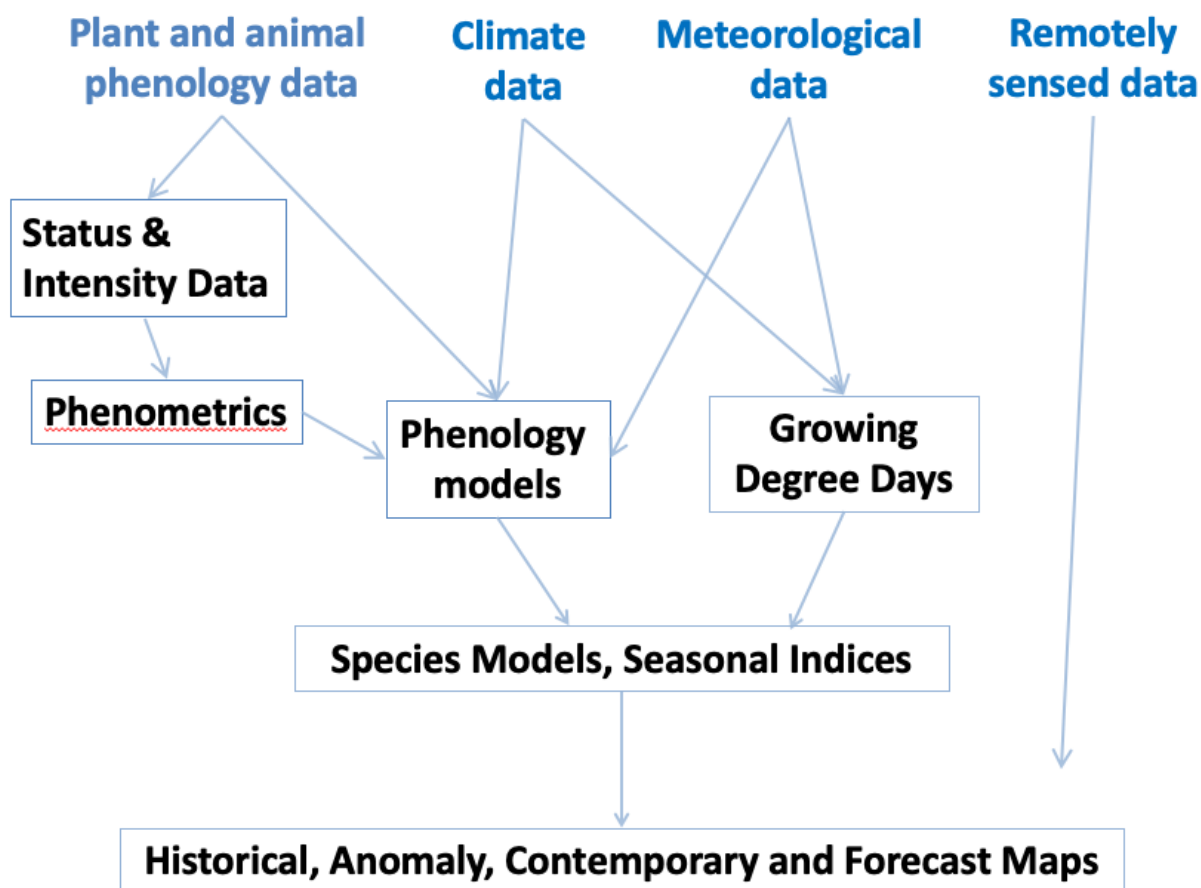 Plant and animal
phenology data
Climate
data
Meteorological
data
Remotely
sensed data
Status &
Intensity Data
Phenometrics
Phenology
models
Growing
Degree Days
Species Models, Seasonal Indices
Historical, Anomaly, Contemporary and Forecast Maps